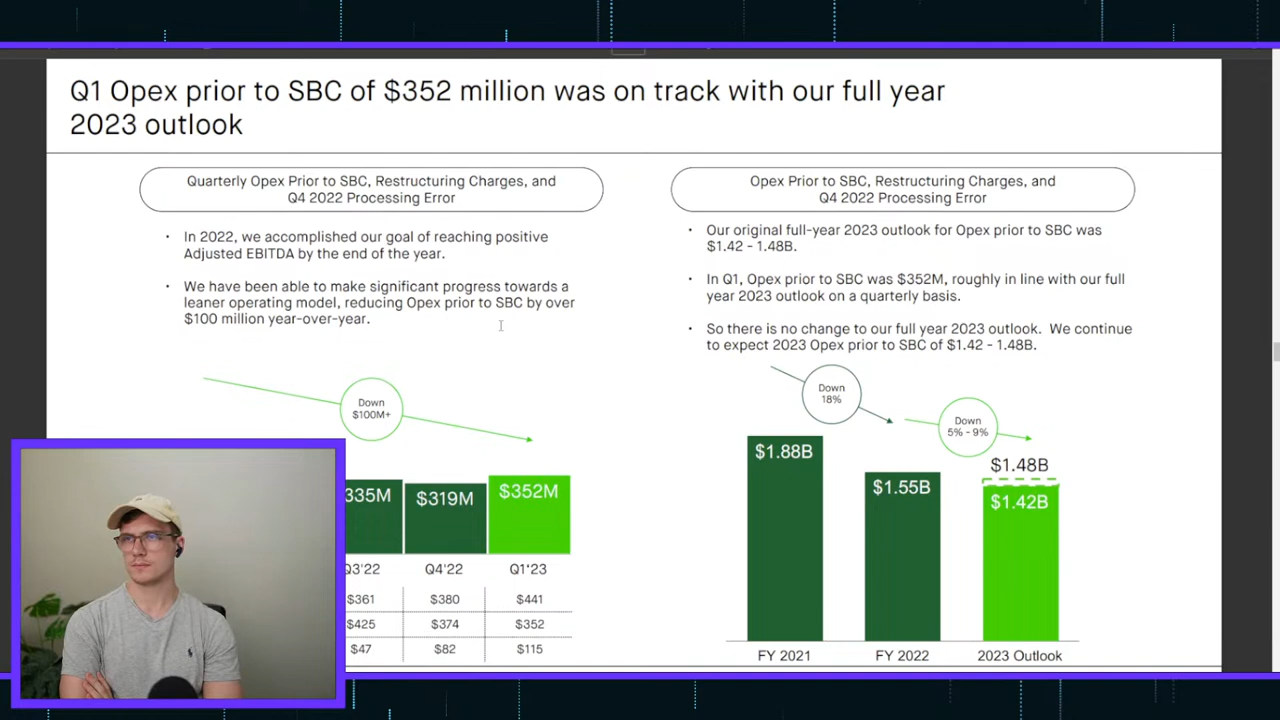 Q1 Opex prior to SBC of $352 million was on track with our full year
2023 outlook
Quarterly Opex Prior to SBC, Restructuring Charges, and
Q4 2022 Processing Error
· In 2022, we accomplished our goal of reaching positive
Adjusted EBITDA by the end of the year.
· We have been able to make significant progress towards a
leaner operating model, reducing Opex prior to SBC by over
$100 million year-over-year.
Down
$100M+
335M
$319M
$352M
Q3'22
Q4'22
Q1'23
$361
$380
$441
$425
$374
$352
$47
$82
$115
Opex Prior to SBC, Restructuring Charges, and
Q4 2022 Processing Error
· Our original full-year 2023 outlook for Opex prior to SBC was
$1.42 - 1.48B.
· In Q1, Opex prior to SBC was $352M, roughly in line with our full
year 2023 outlook on a quarterly basis.
· So there is no change to our full year 2023 outlook. We continue
to expect 2023 Opex prior to SBC of $1.42 - 1.48B.
Down
18%
Down
5% - 9%
$1.88B
$1.55B
$1.48B
$1.42B
FY 2021
FY 2022
2023 Outlook